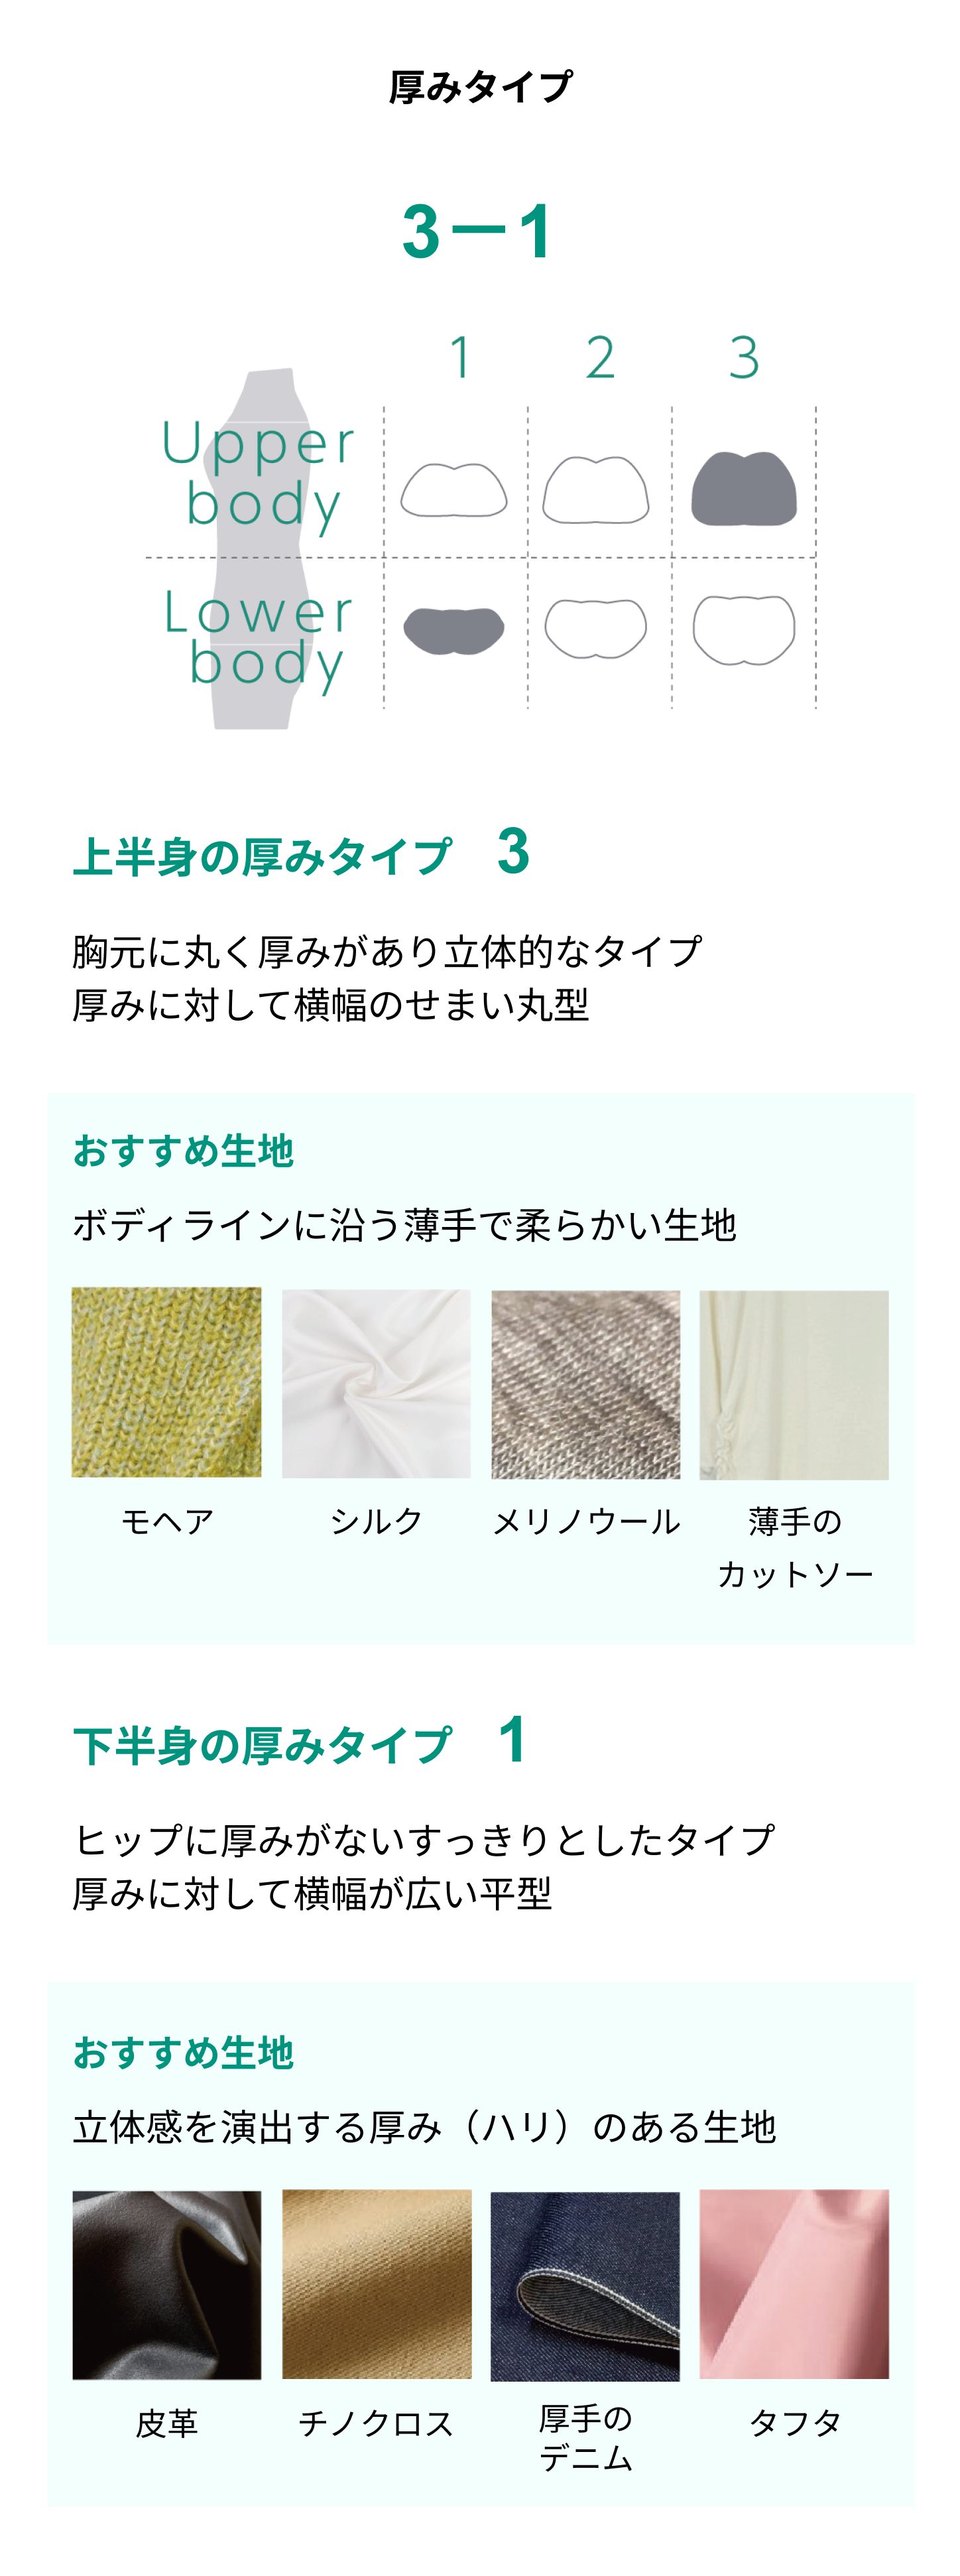 厚みタイプ
3ー1
1 2 3
Upper
body
Lower
body
上半身の厚みタイプ 3
胸元に丸く厚みがあり立体的なタイプ
厚みに対して横幅のせまい丸型
おすすめ生地
ボディラインに沿う薄手で柔らかい生地
モヘア
シルク
メリノウール
薄手の
カットソー
下半身の厚みタイプ 1
ヒップに厚みがないすっきりとしたタイプ
厚みに対して横幅が広い平型
おすすめ生地
立体感を演出する厚み（ハリ）のある生地
皮革
チノクロス
厚手の
デニム
タフタ